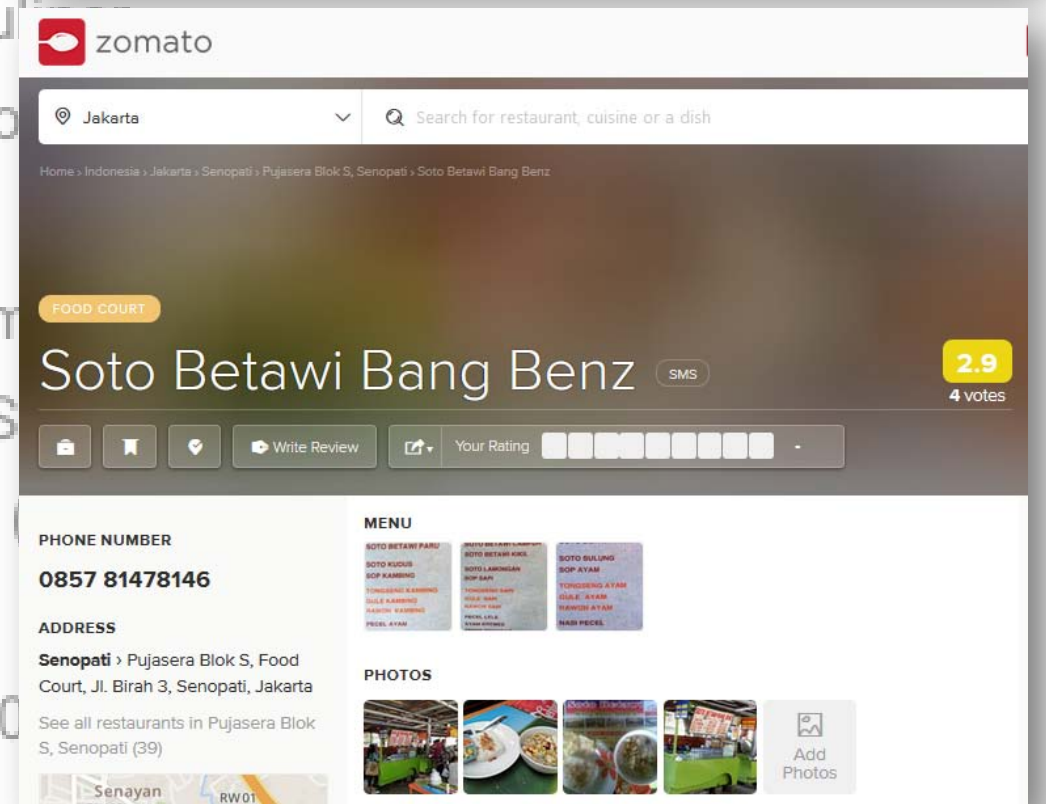 zomato
Jakarta
Search for restaurant, cuisine or a dish
Home › Indonesia › Jakarta › Senopati › Pujasera Blok S, Senopati › Soto Betawi Bang Benz
FOOD COURT
Soto Betawi Bang Benz
SMS
2.9
4 votes
Write Review
Your Rating
-
PHONE NUMBER
0857 81478146
ADDRESS
Senopati › Pujasera Blok S, Food
Court, Jl. Birah 3, Senopati, Jakarta
See all restaurants in Pujasera Blok
S, Senopati (39)
Senayan
RW 01
MENU
SOTO BETAWI PARU
SOTO KUDUS
SOP KAMBING
TONGSENG KAMBING
GULE KAMBING
RAWON KAMBING
PECEL AYAM
SOTO BETAWI KIKIL
SOTO LAMONGAN
SOP SAPI
TONGSENG SAPI
GULE SAPI
RAWON SAPI
PECEL LELE
SOTO SULUNG
SOP AYAM
TONGSENG AYAM
GULE AYAM
RAWON AYAM
NASI PECEL
PHOTOS
Add
Photos